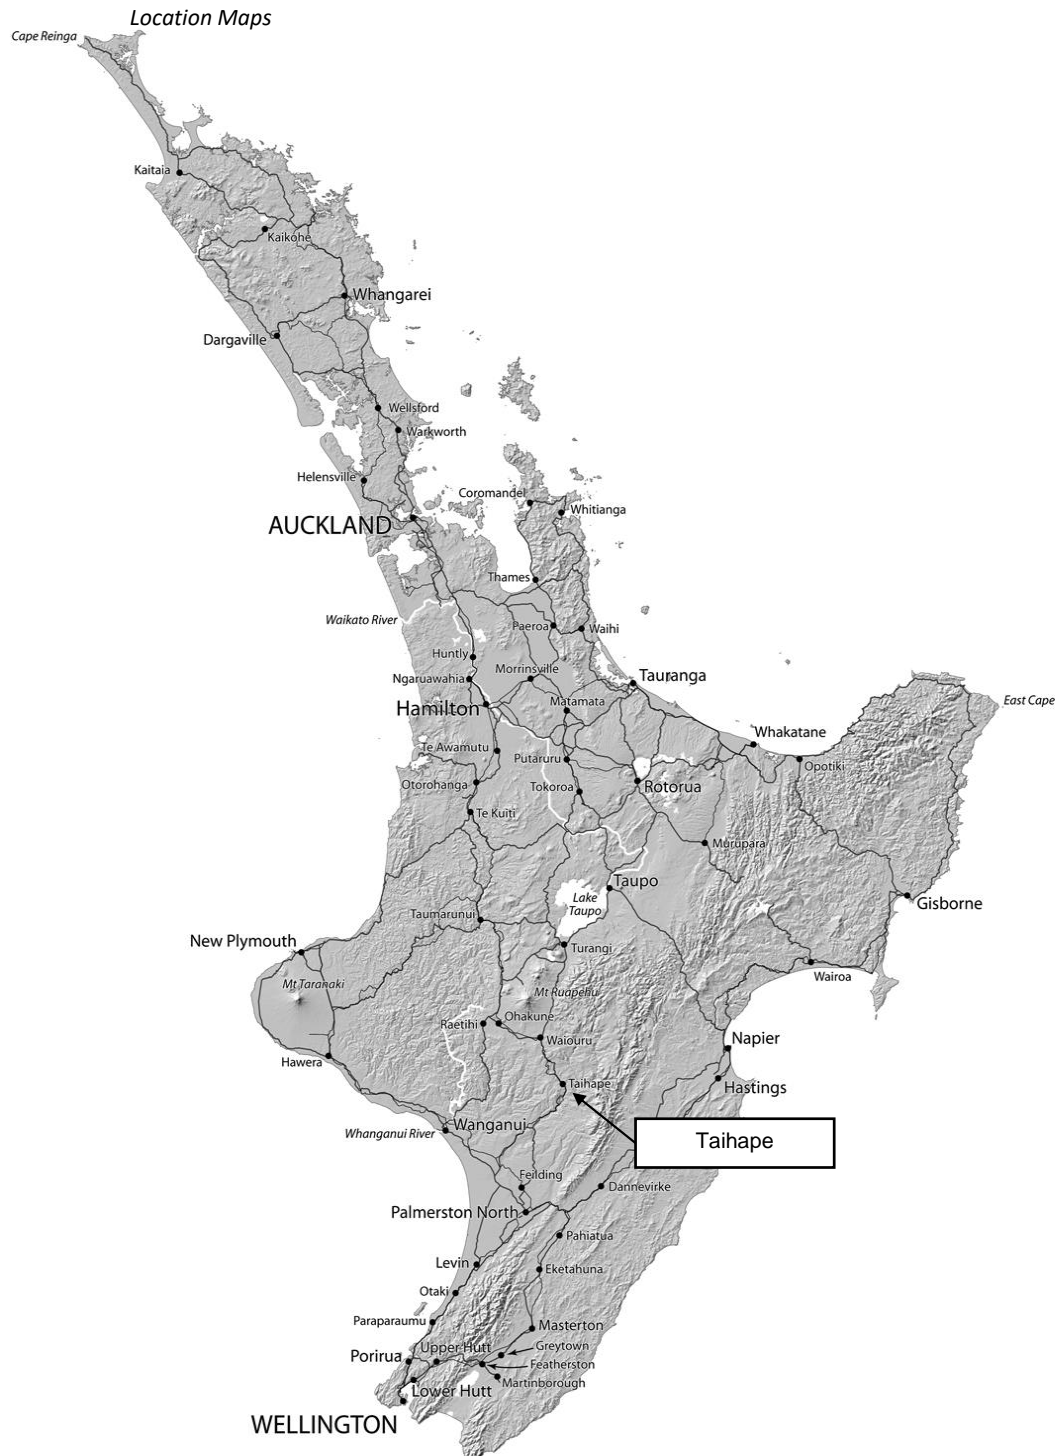 Location Maps
Cape Reinga
Kaitaia
Kaikohe
Whangarei
Dargaville
Wellsford
Warkworth
Helensville
Coromandel
Whitianga
AUCKLAND
Thames
Waikato River
Paeroa
Waihi
Huntly
Morrinsville
Ngaruawahia
Tauranga
Hamilton
Matamata
East Cape
Whakatane
Te Awamutu
Putaruru
Opotiki
Otorohanga
Tokoroa
Rotorua
Te Kuiti
Murupara
Taupo
Lake
Taupo
Gisborne
Taumarunui
New Plymouth
Turangi
Wairoa
Mt Taranaki
Mt Ruapehu
Raetihi
Ohakune
Waiouru
Napier
Hawera
Taihape
Hastings
Wanganui
Whanganui River
Taihape
Feilding
Dannevirke
Palmerston North
Pahiatua
Levin
Eketahuna
Otaki
Paraparaumu
Masterton
Upper Hutt
Greytown
Porirua
Featherston
Martinborough
Lower Hutt
WELLINGTON